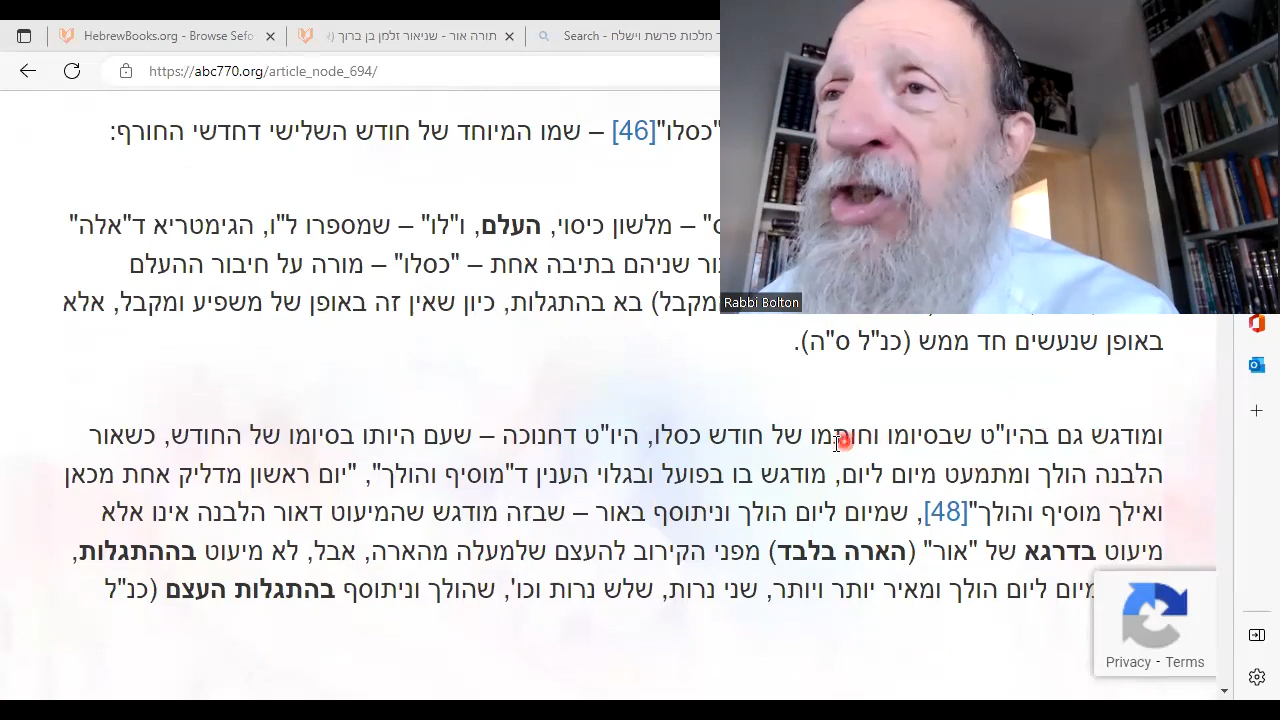 HebrewBooks.org - Browse Sefo
תורה אור - שניאור זלמן בן ברוך
Search - ר מלכות פרשת וישלח
https://abc770.org/article_node_694/
"כסלו"[46] – שמו המיוחד של חודש השלישי דחדשי החורף:
ס" – מלשון כיסוי, העלם, ו"לו" – שמספרו ל"ו, הגימטריא ד"אלה"
שניהם בתיבה אחת – "כסלו" – מורה על חיבור ההעלם
מקבל) בא בהתגלות, כיון שאין זה באופן של משפיע ומקבל, אלא
באופן שנעשים חד ממש (כנ"ל ס"ה).
ומודגש גם בהיו"ט שבסיומו וחותמו של חודש כסלו, היו"ט דחנוכה – שעם היותו בסיומו של החודש, כשאור
הלבנה הולך ומתמעט מיום ליום, מודגש בו בפועל ובגלוי הענין ד"מוסיף והולך", "יום ראשון מדליק אחת מכאן
ואילך מוסיף והולך"[48], שמיום ליום הולך וניתוסף באור – שבזה מודגש שהמיעוט דאור הלבנה אינו אלא
מיעוט בדרגא של "אור" (הארה בלבד) מפני הקירוב להעצם שלמעלה מהארה, אבל, לא מיעוט בההתגלות,
מיום ליום הולך ומאיר יותר ויותר, שני נרות, שלש נרות וכו', שהולך וניתוסף בהתגלות העצם (כנ"ל
Rabbi Bolton
Privacy - Terms